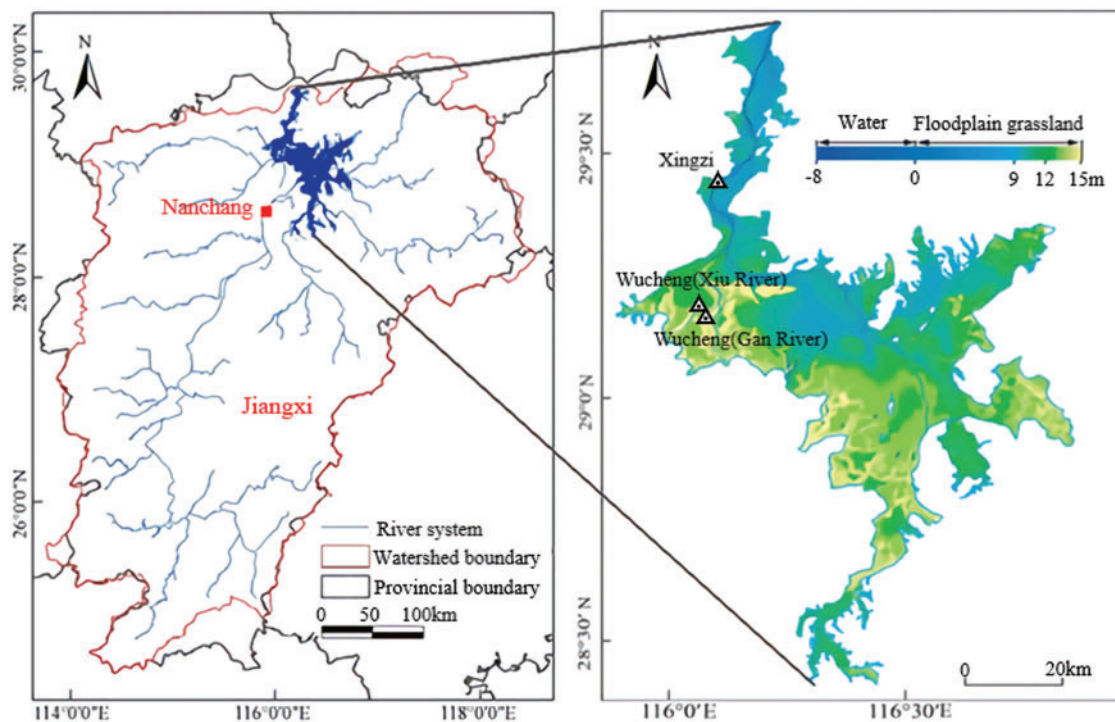 N
30°0'0"N
28°0'0"N
26°0'0"N
Nanchang
Jiangxi
River system
Watershed boundary
Provincial boundary
0 50 100km
114°0'0"E
116°0'0"E
118°0'0"E
N
Water
Floodplain grassland
-8 0 9 12 15m
29°30'N
29°0'N
28°30' N
Xingzi
Wucheng(Xiu River)
Wucheng(Gan River)
0 20km
116°0'E
116°30'E